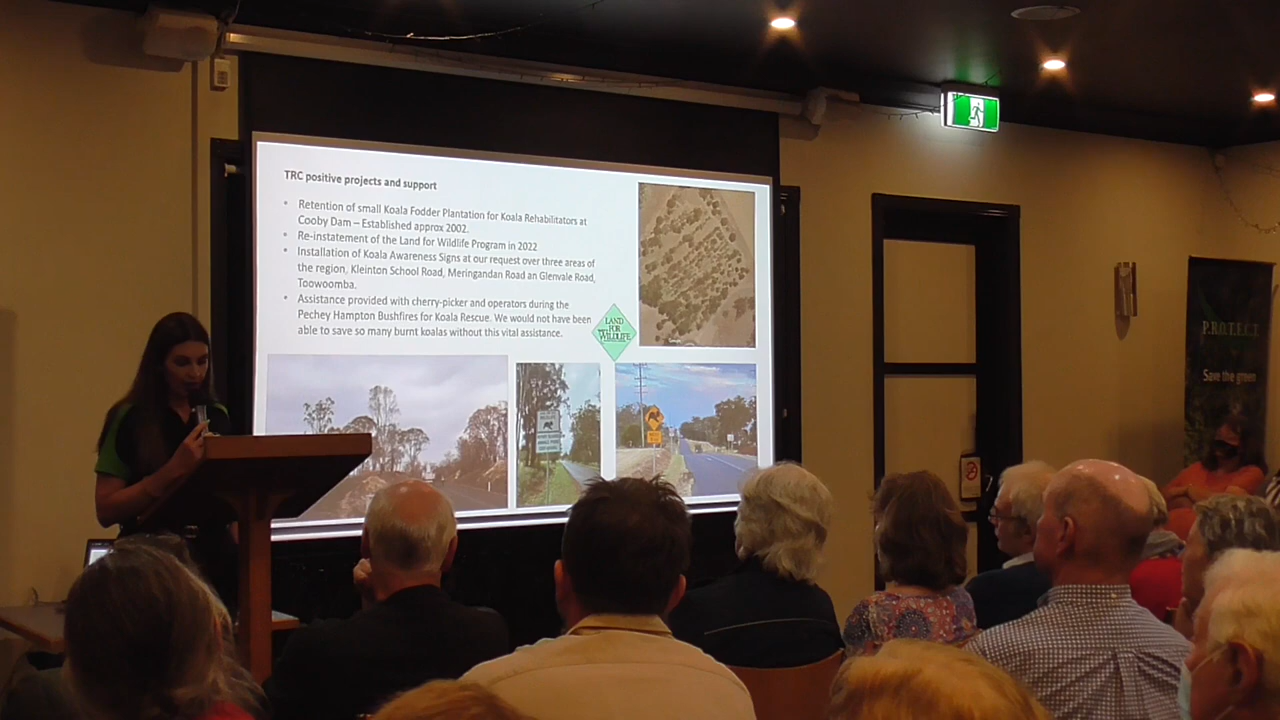 TRC positive projects and support
• Retention of small Koala Fodder Plantation for Koala Rehabilitators at
Cooby Dam – Established approx 2002.
• Re-instatement of the Land for Wildlife Program in 2022
• Installation of Koala Awareness Signs at our request over three areas of
the region, Kleinton School Road, Meringandan Road an Glenvale Road,
Toowoomba.
• Assistance provided with cherry-picker and operators during the
Pechey Hampton Bushfires for Koala Rescue. We would not have been
able to save so many burnt koalas without this vital assistance.
LAND
FOR
WILDLIFE
P.R.O.T.E.C.T
Save the green